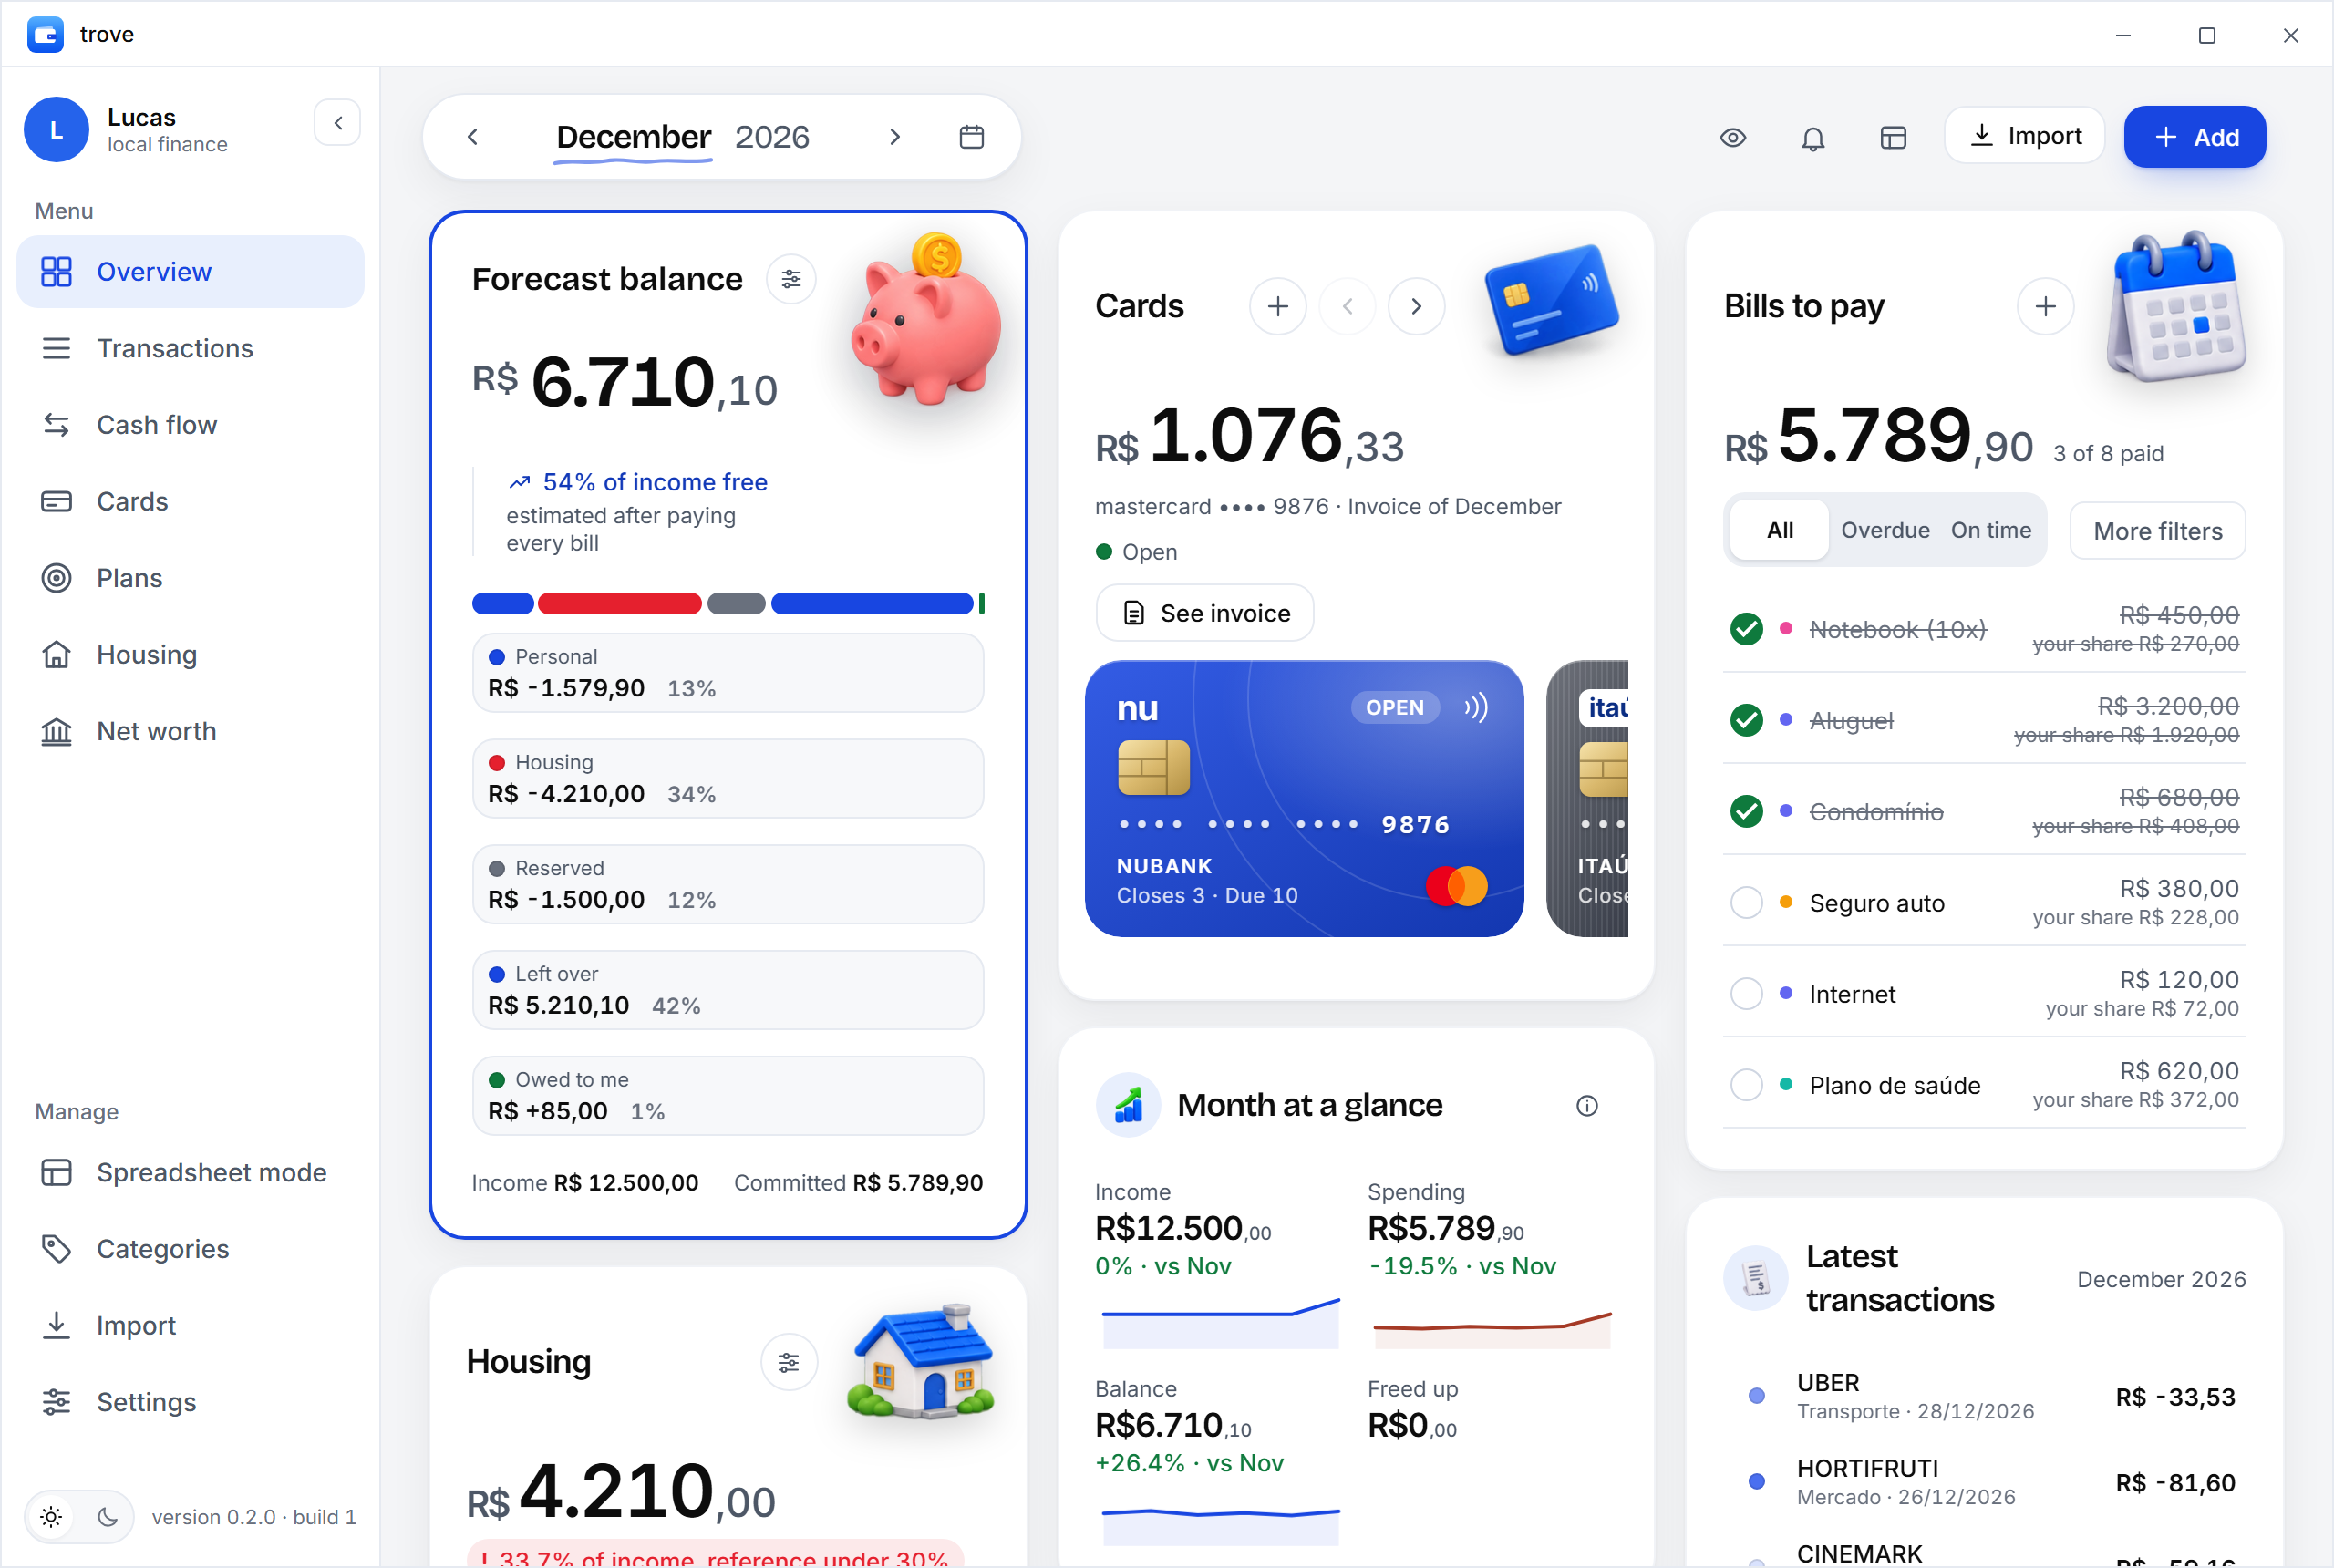 trove
L
Lucas
local finance
Menu
Overview
Transactions
Cash flow
Cards
Plans
Housing
Net worth
Manage
Spreadsheet mode
Categories
Import
Settings
version 0.2.0 · build 1
December 2026
Import
Add
Forecast balance
R$ 6.710,10
54% of income free
estimated after paying
every bill
Personal
R$ -1.579,90 13%
Housing
R$ -4.210,00 34%
Reserved
R$ -1.500,00 12%
Left over
R$ 5.210,10 42%
Owed to me
R$ +85,00 1%
Income R$ 12.500,00 Committed R$ 5.789,90
Housing
R$ 4.210,00
! 33,7% of income, reference under 30%
Cards
R$ 1.076,33
mastercard •••• 9876 · Invoice of December
Open
See invoice
nu OPEN
•••• •••• •••• 9876
NUBANK
Closes 3 · Due 10
itaú
•••
ITAÚ
Close
Month at a glance
Income
R$12.500,00
0% · vs Nov
Spending
R$5.789,90
-19.5% · vs Nov
Balance
R$6.710,10
+26.4% · vs Nov
Freed up
R$0,00
Bills to pay
R$ 5.789,90 3 of 8 paid
All Overdue On time More filters
Notebook (10x) R$ 450,00
your share R$ 270,00
Aluguel R$ 3.200,00
your share R$ 1.920,00
Condomínio R$ 680,00
your share R$ 408,00
Seguro auto R$ 380,00
your share R$ 228,00
Internet R$ 120,00
your share R$ 72,00
Plano de saúde R$ 620,00
your share R$ 372,00
Latest
transactions
December 2026
UBER R$ -33,53
Transporte · 28/12/2026
HORTIFRUTI R$ -81,60
Mercado · 26/12/2026
CINEMARK R$ -59,16